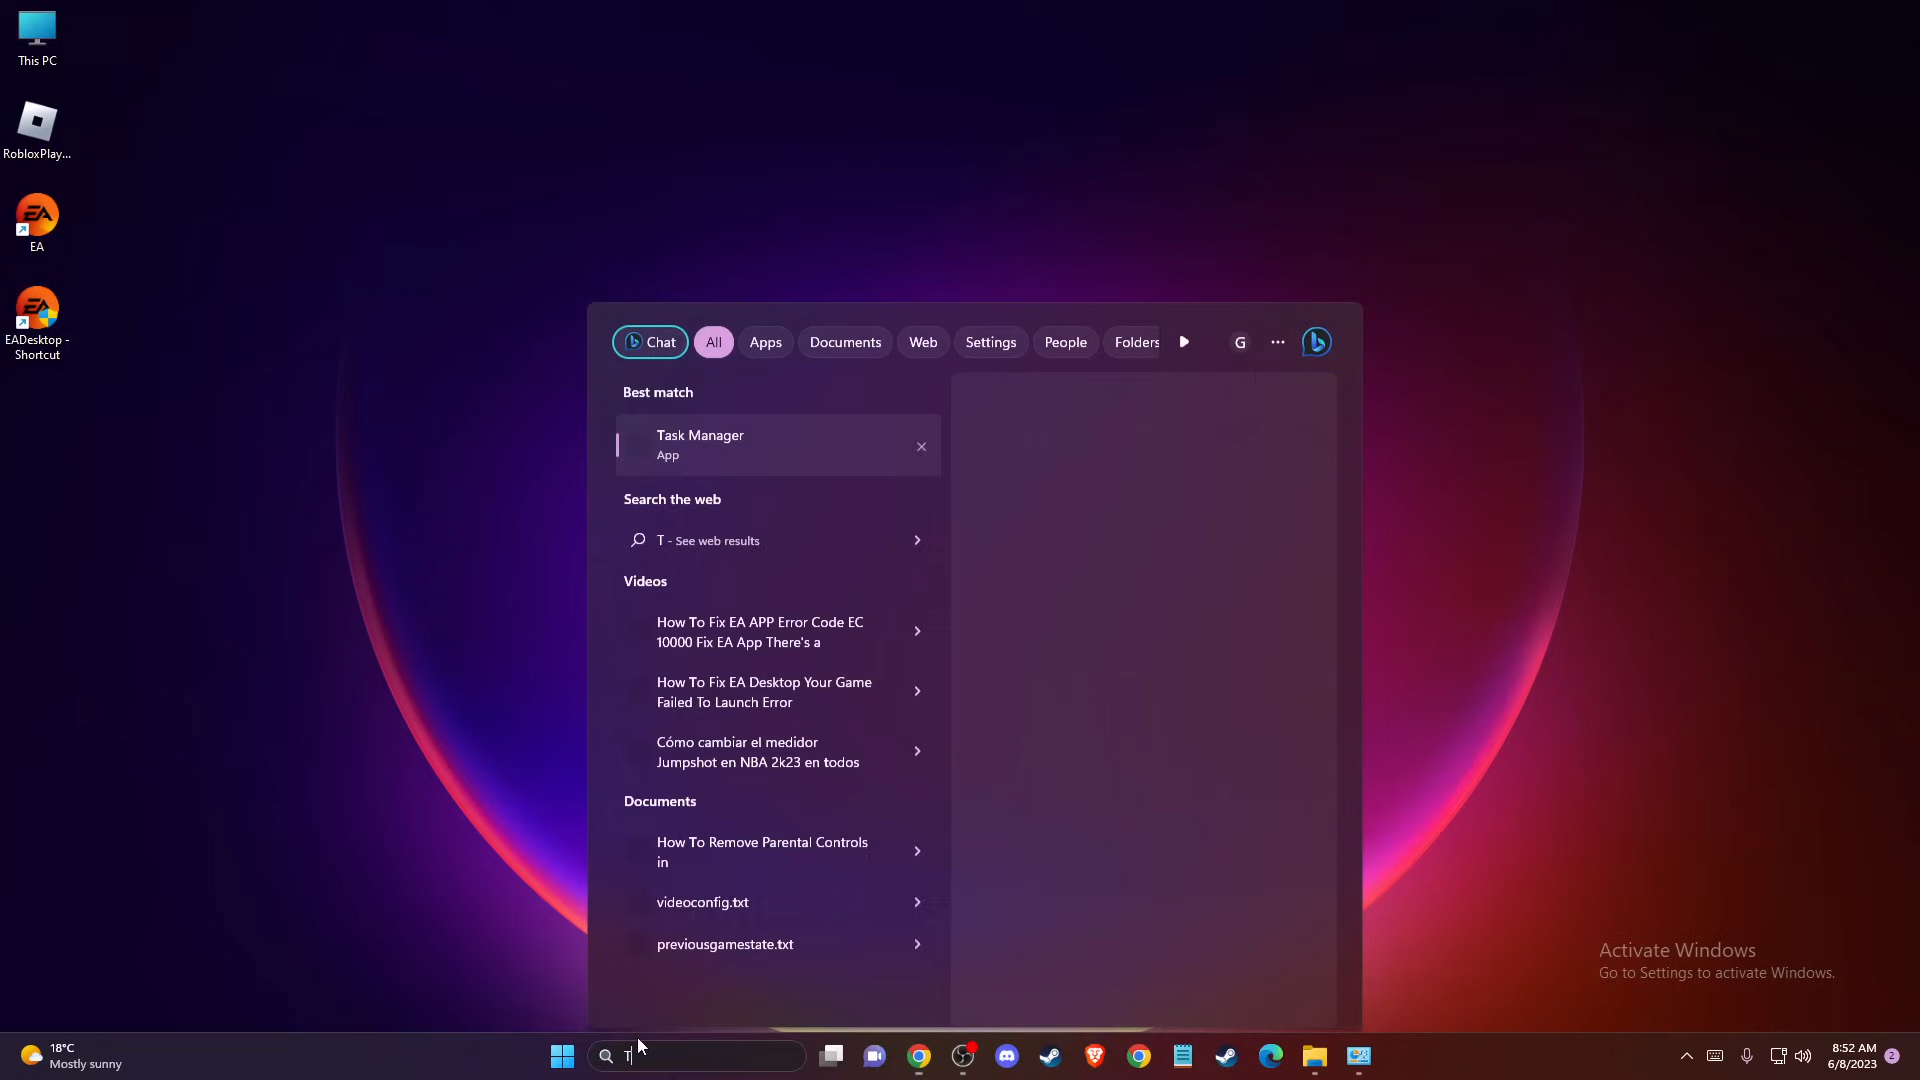 This PC
RobloxPlay...
EA
EADesktop -
Shortcut
Chat
All
Apps
Documents
Web
Settings
People
Folders
G
Best match
Task Manager
App
Search the web
T - See web results
Videos
How To Fix EA APP Error Code EC
10000 Fix EA App There's a
How To Fix EA Desktop Your Game
Failed To Launch Error
Cómo cambiar el medidor
Jumpshot en NBA 2k23 en todos
Documents
How To Remove Parental Controls
in
videoconfig.txt
previousgamestate.txt
Activate Windows
Go to Settings to activate Windows.
18°C
Mostly sunny
T
8:52 AM
6/8/2023
2